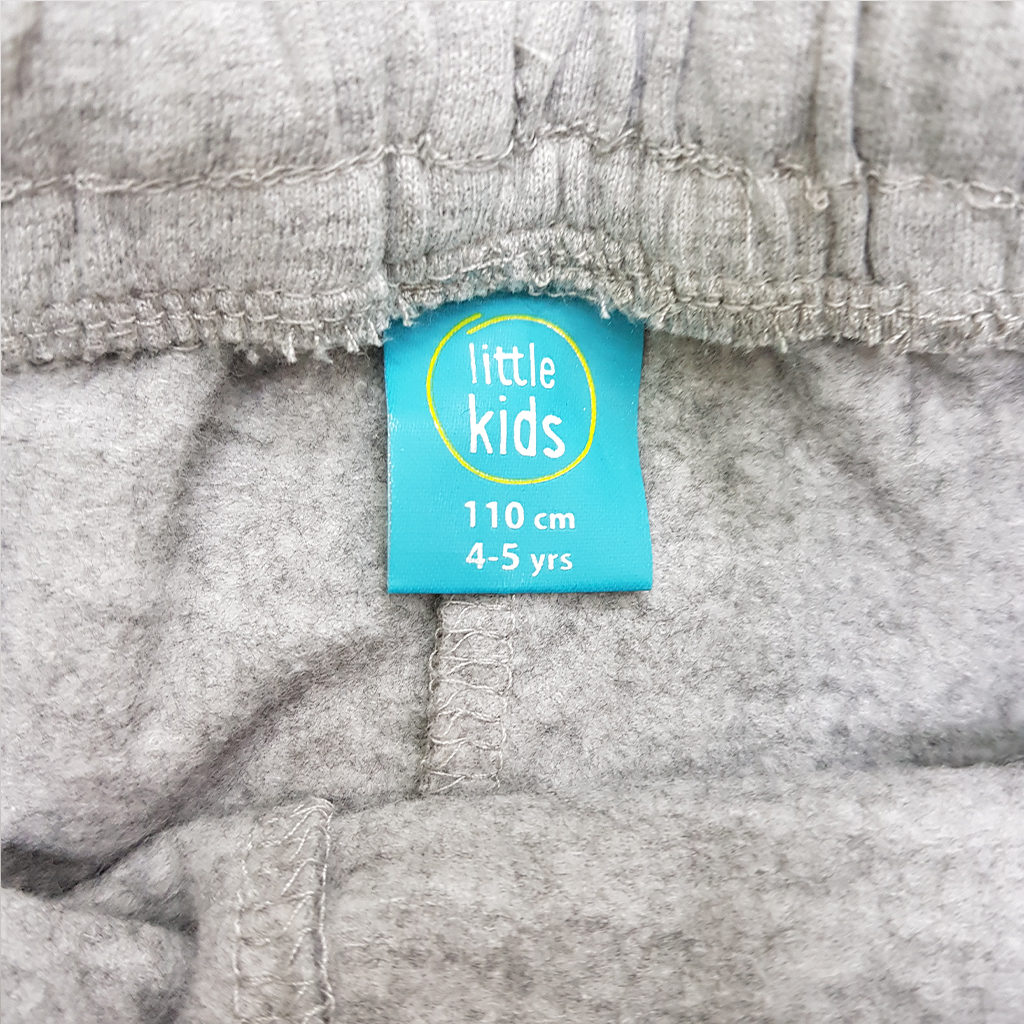 little
kids
110 cm
4-5 yrs